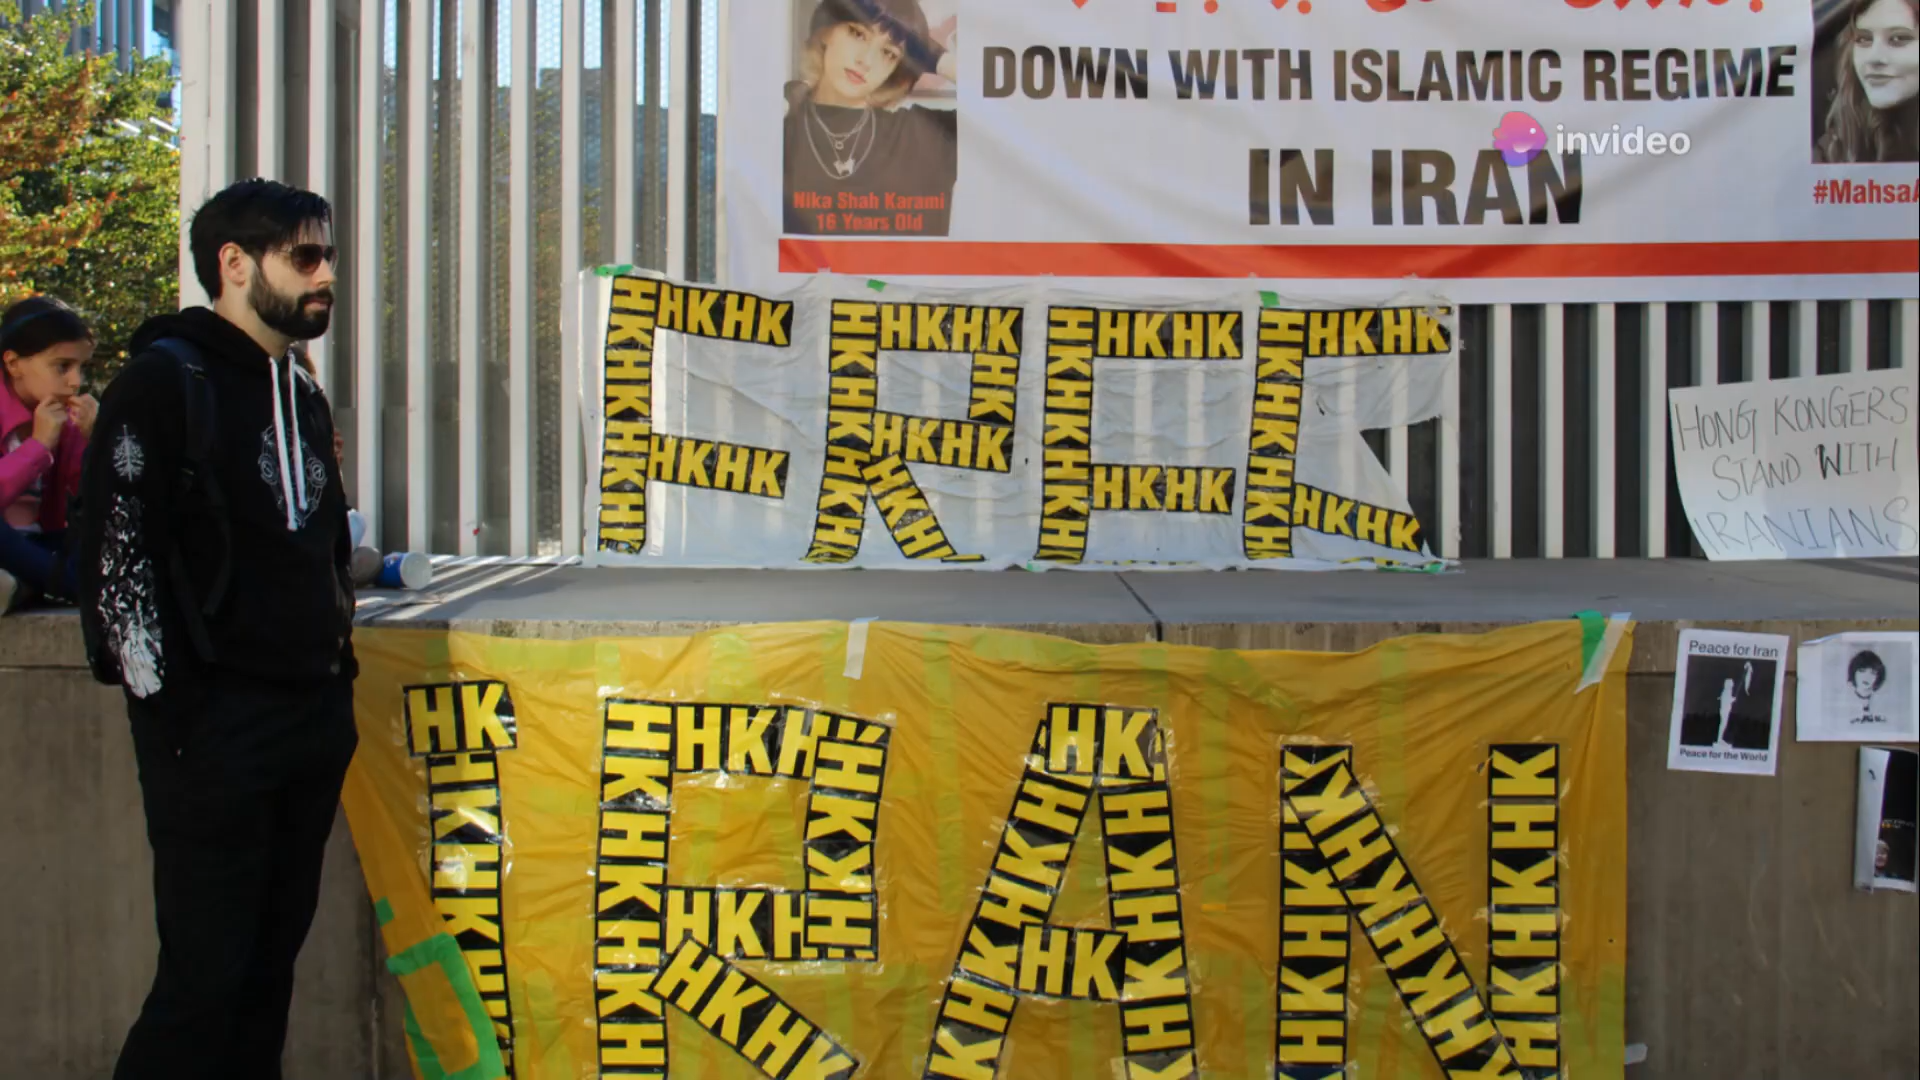 DOWN WITH ISLAMIC REGIME
IN IRAN
invideo
Nika Shah Karami
16 Years Old
#MahsaA
FREE
HONG KONGERS
STAND WITH
IRANIANS
IRAN
Peace for Iran
Peace for the World